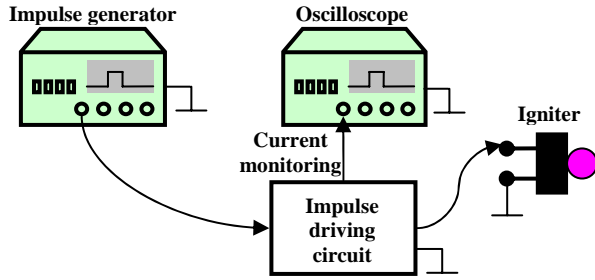 Impulse generator
Oscilloscope
Igniter
Current
monitoring
Impulse
driving
circuit